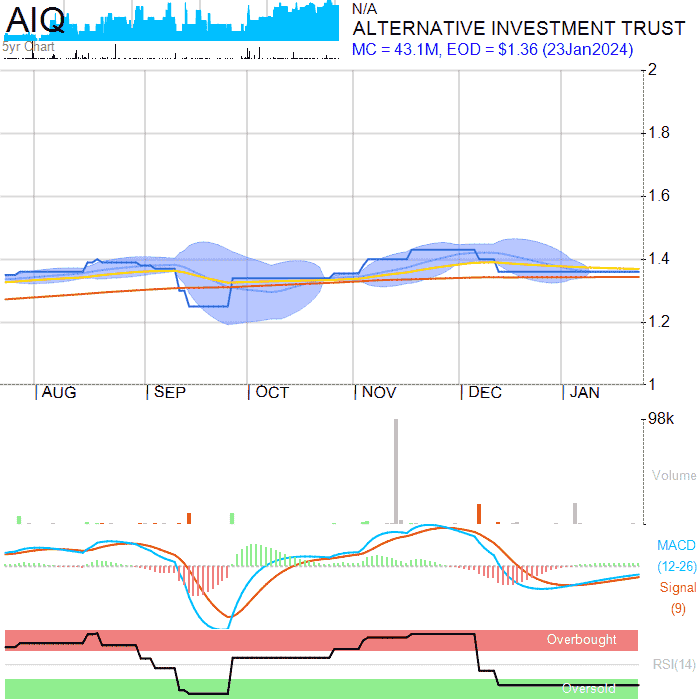 AIQ
5yr Chart
N/A
ALTERNATIVE INVESTMENT TRUST
MC = 43.1M, EOD = $1.36 (23Jan2024)
2
1.8
1.6
1.4
1.2
1
AUG SEP OCT NOV DEC JAN
98k
Volume
MACD
(12-26)
Signal
(9)
Overbought
RSI(14)
Oversold